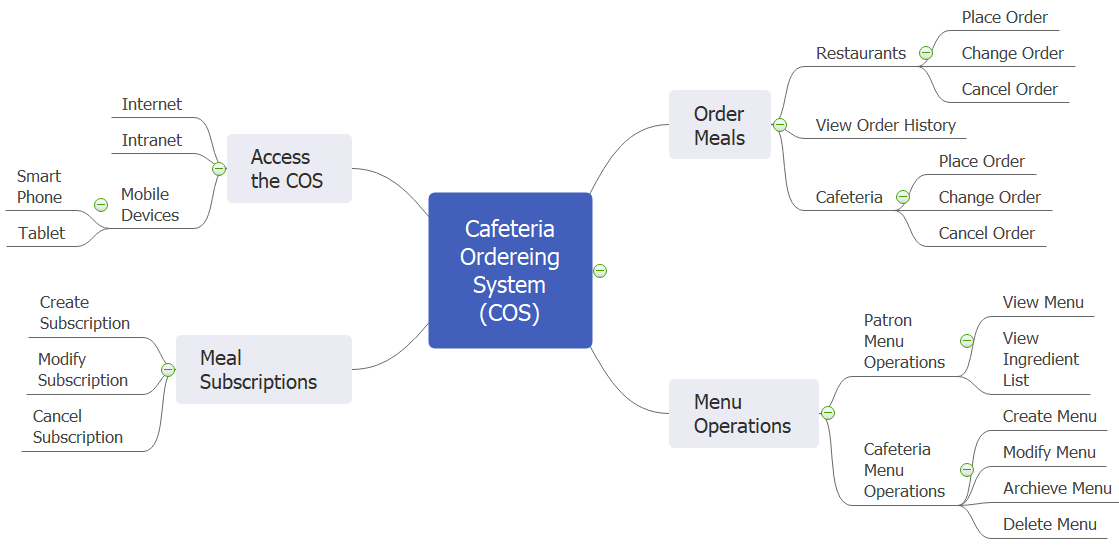 Cafeteria
Ordereing
System
(COS)
Access
the COS
Internet
Intranet
Mobile
Devices
Smart
Phone
Tablet
Meal
Subscriptions
Create
Subscription
Modify
Subscription
Cancel
Subscription
Order
Meals
Restaurants
Place Order
Change Order
Cancel Order
View Order History
Cafeteria
Place Order
Change Order
Cancel Order
Menu
Operations
Patron
Menu
Operations
View Menu
View
Ingredient
List
Cafeteria
Menu
Operations
Create Menu
Modify Menu
Archieve Menu
Delete Menu